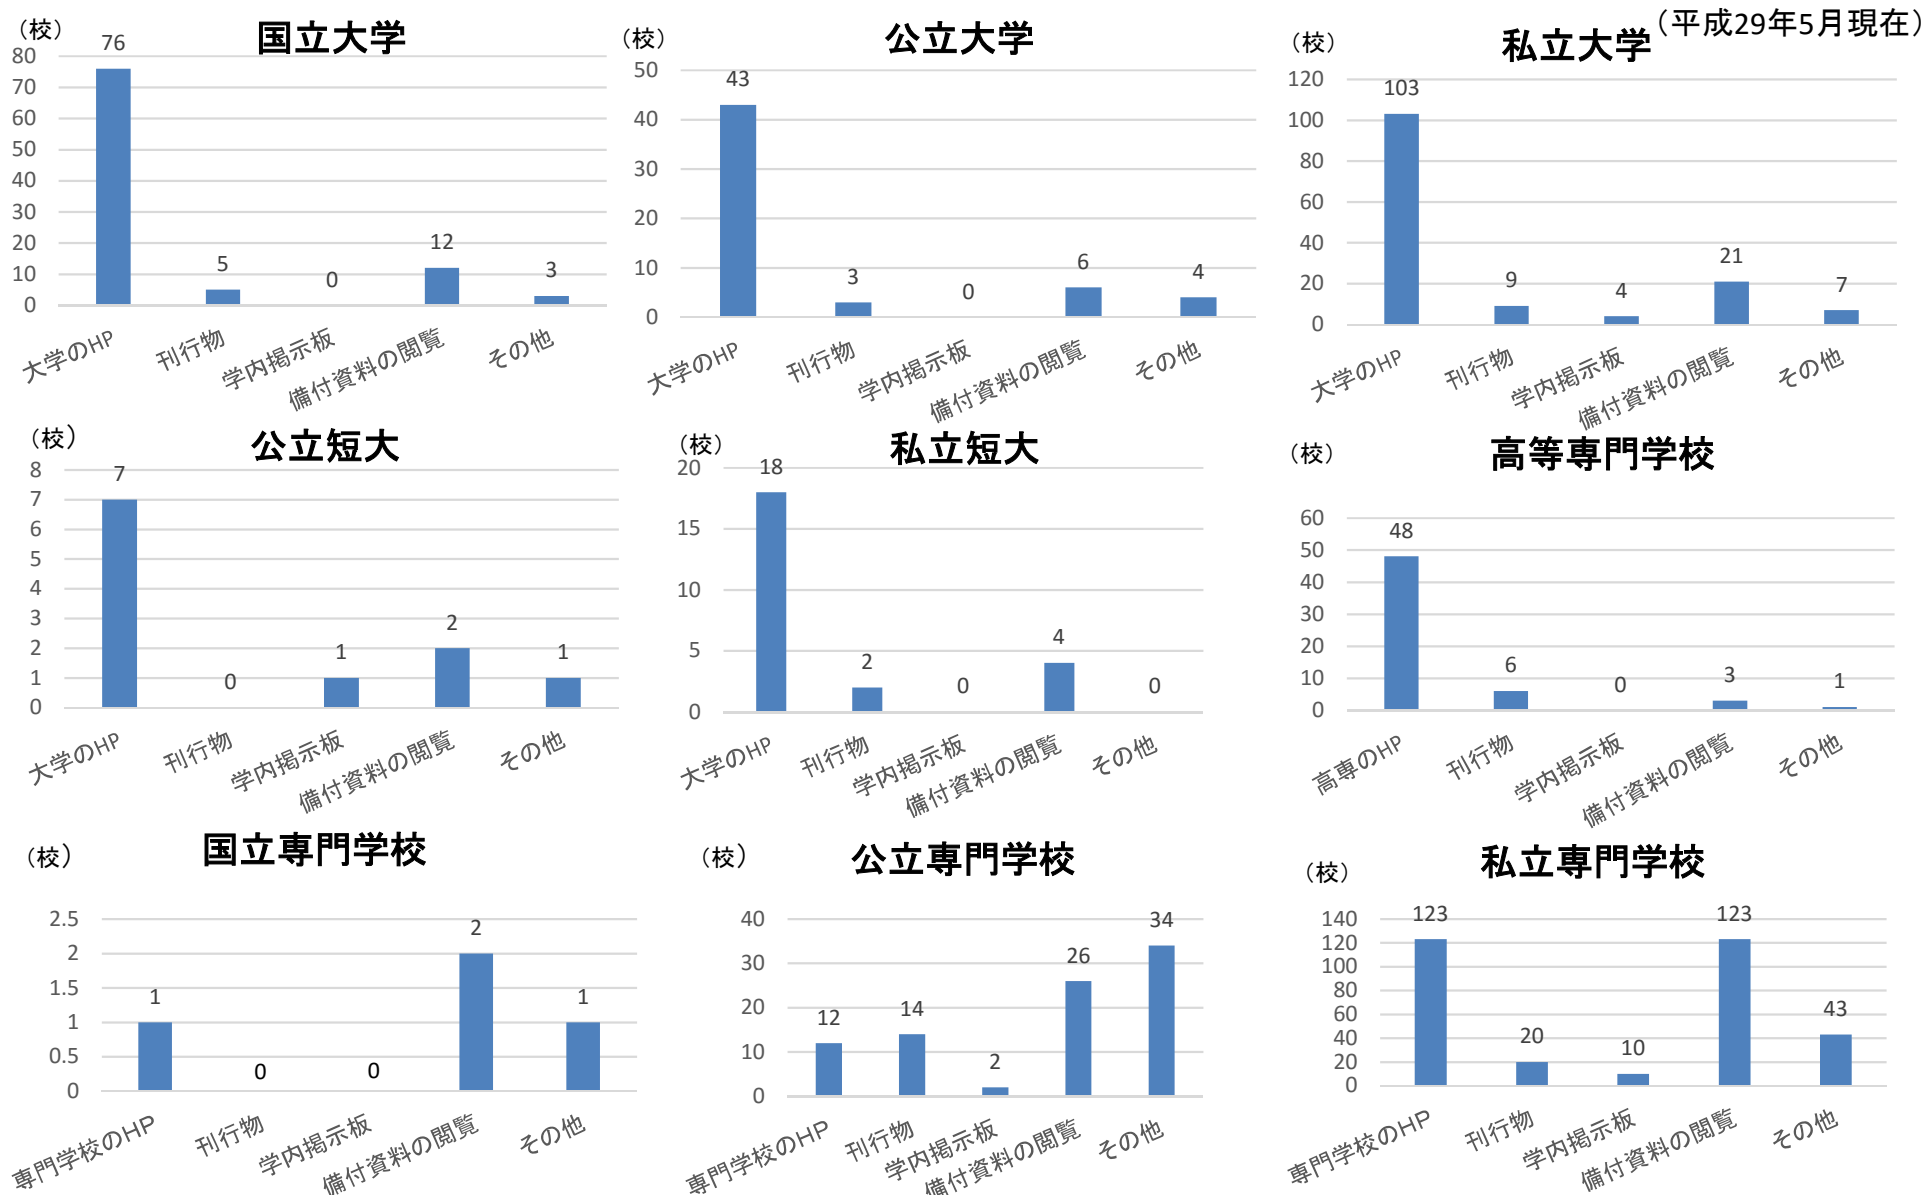 （平成29年5月現在）
国立大学
（校）
80
70
60
50
40
30
20
10
0
76
5
0
12
3
大学のHP
刊行物
学内掲示板
備付資料の閲覧
その他
公立大学
（校）
50
40
30
20
10
0
43
3
0
6
4
大学のHP
刊行物
学内掲示板
備付資料の閲覧
その他
私立大学
（校）
120
100
80
60
40
20
0
103
9
4
21
7
大学のHP
刊行物
学内掲示板
備付資料の閲覧
その他
公立短大
（校）
8
7
6
5
4
3
2
1
0
7
0
1
2
1
大学のHP
刊行物
学内掲示板
備付資料の閲覧
その他
私立短大
（校）
20
15
10
5
0
18
2
0
4
0
大学のHP
刊行物
学内掲示板
備付資料の閲覧
その他
高等専門学校
（校）
60
50
40
30
20
10
0
48
6
0
3
1
高専のHP
刊行物
学内掲示板
備付資料の閲覧
その他
国立専門学校
（校）
2.5
2
1.5
1
0.5
0
1
0
0
2
1
専門学校のHP
刊行物
学内掲示板
備付資料の閲覧
その他
公立専門学校
（校）
40
30
20
10
0
12
14
2
26
34
専門学校のHP
刊行物
学内掲示板
備付資料の閲覧
その他
私立専門学校
（校）
140
120
100
80
60
40
20
0
123
20
10
123
43
専門学校のHP
刊行物
学内掲示板
備付資料の閲覧
その他